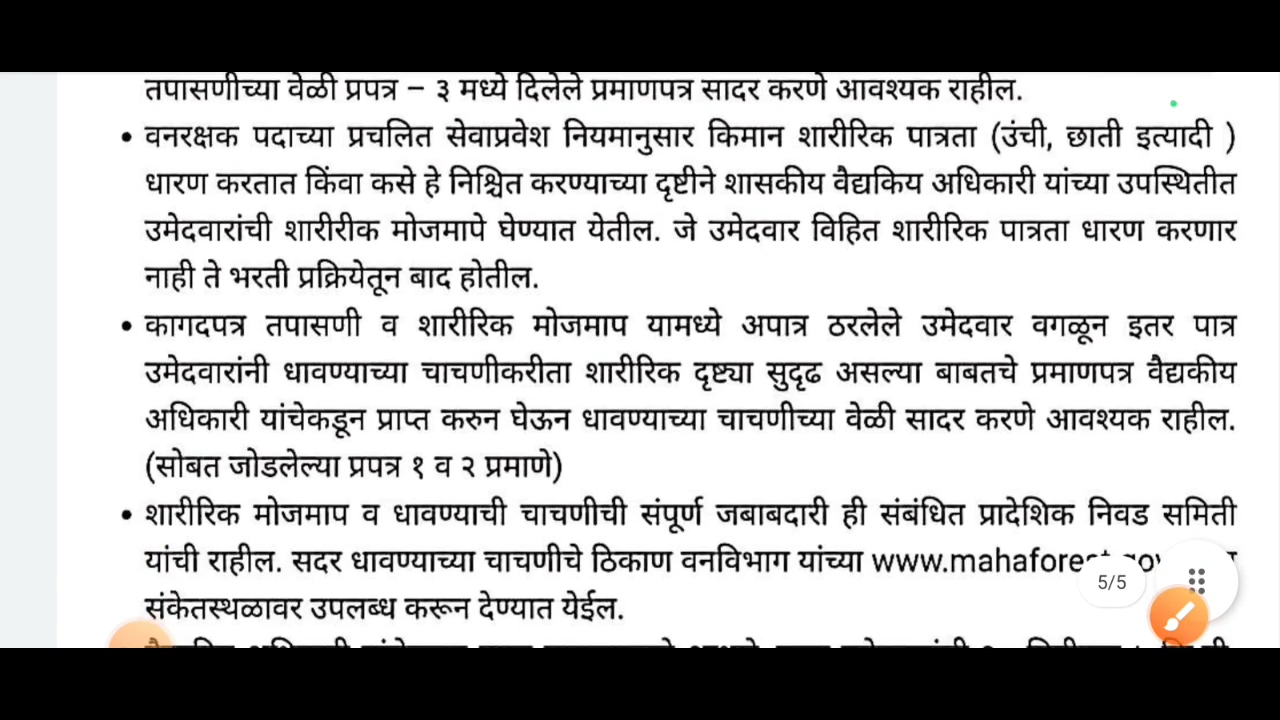 तपासणीच्या वेळी प्रपत्र – ३ मध्ये दिलेले प्रमाणपत्र सादर करणे आवश्यक राहील.
• वनरक्षक पदाच्या प्रचलित सेवाप्रवेश नियमानुसार किमान शारीरिक पात्रता (उंची, छाती इत्यादी )
धारण करतात किंवा कसे हे निश्चित करण्याच्या दृष्टीने शासकीय वैद्यकिय अधिकारी यांच्या उपस्थितीत
उमेदवारांची शारीरीक मोजमापे घेण्यात येतील. जे उमेदवार विहित शारीरिक पात्रता धारण करणार
नाही ते भरती प्रक्रियेतून बाद होतील.
• कागदपत्र तपासणी व शारीरिक मोजमाप यामध्ये अपात्र ठरलेले उमेदवार वगळून इतर पात्र
उमेदवारांनी धावण्याच्या चाचणीकरीता शारीरिक दृष्ट्या सुदृढ असल्या बाबतचे प्रमाणपत्र वैद्यकीय
अधिकारी यांचेकडून प्राप्त करुन घेऊन धावण्याच्या चाचणीच्या वेळी सादर करणे आवश्यक राहील.
(सोबत जोडलेल्या प्रपत्र १ व २ प्रमाणे)
• शारीरिक मोजमाप व धावण्याची चाचणीची संपूर्ण जबाबदारी ही संबंधित प्रादेशिक निवड समिती
यांची राहील. सदर धावण्याच्या चाचणीचे ठिकाण वनविभाग यांच्या www.mahaforest.gov
संकेतस्थळावर उपलब्ध करून देण्यात येईल.
5/5